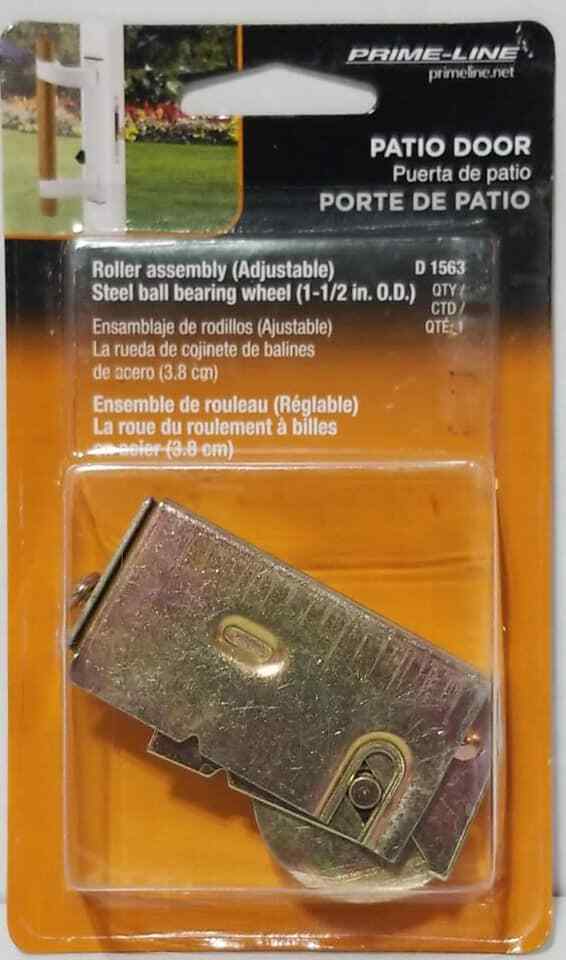 PRIME-LINE
primeline.net
PATIO DOOR
Puerta de patio
PORTE DE PATIO
Roller assembly (Adjustable) D 1563
Steel ball bearing wheel (1-1/2 in. O.D.) QTY /
CTD /
QTÉ: 1
Ensamblaje de rodillos (Ajustable)
La rueda de cojinete de balines
de acero (3.8 cm)
Ensemble de rouleau (Réglable)
La roue du roulement à billes
en acier (3.8 cm)